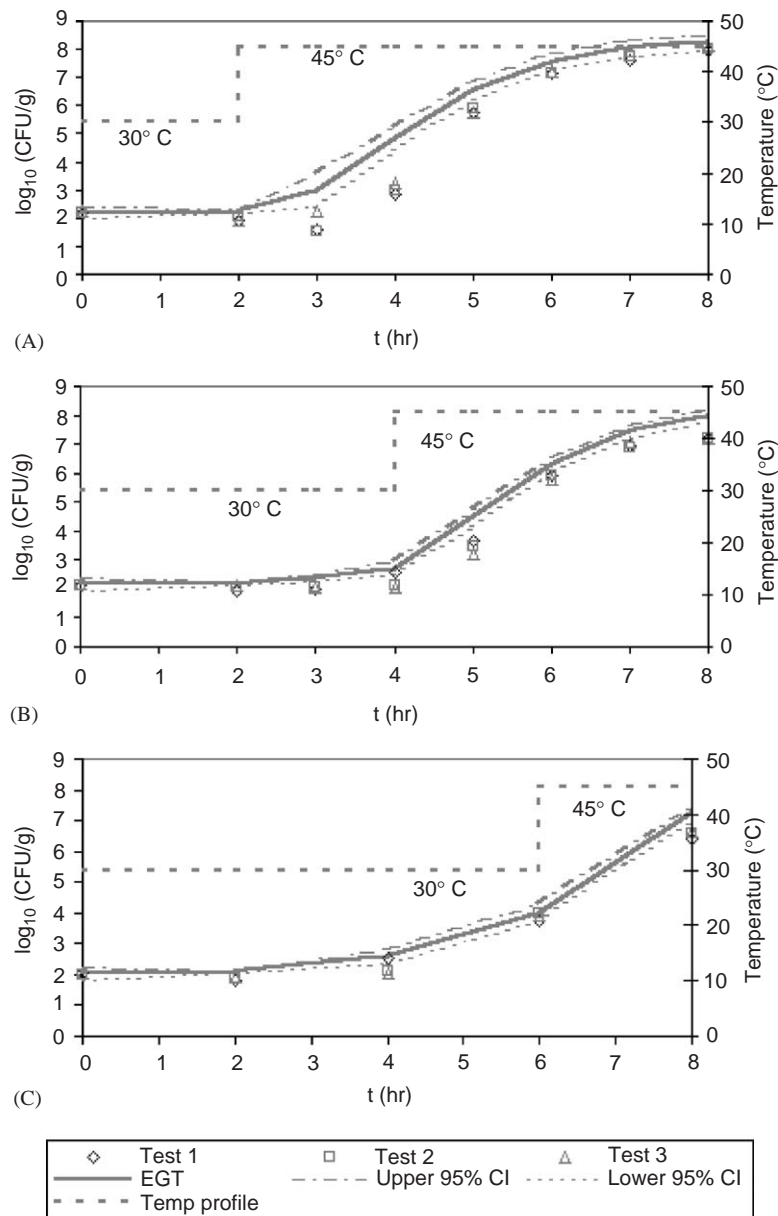 9
8
7
6
5
4
3
2
1
0
log10 (CFU/g)
50
40
30
20
10
0
Temperature (°C)
45° C
30° C
0 1 2 3 4 5 6 7 8
t (hr)
(A)
9
8
7
6
5
4
3
2
1
0
log10 (CFU/g)
50
40
30
20
10
0
Temperature (°C)
45° C
30° C
0 1 2 3 4 5 6 7 8
t (hr)
(B)
9
8
7
6
5
4
3
2
1
0
log10 (CFU/g)
50
40
30
20
10
0
Temperature (°C)
45° C
30° C
0 1 2 3 4 5 6 7 8
t (hr)
(C)
Test 1 Test 2 Test 3
EGT Upper 95% CI Lower 95% CI
Temp profile